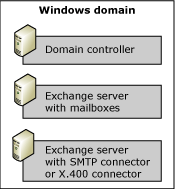 Windows domain
Domain controller
Exchange server
with mailboxes
Exchange server
with SMTP connector
or X.400 connector